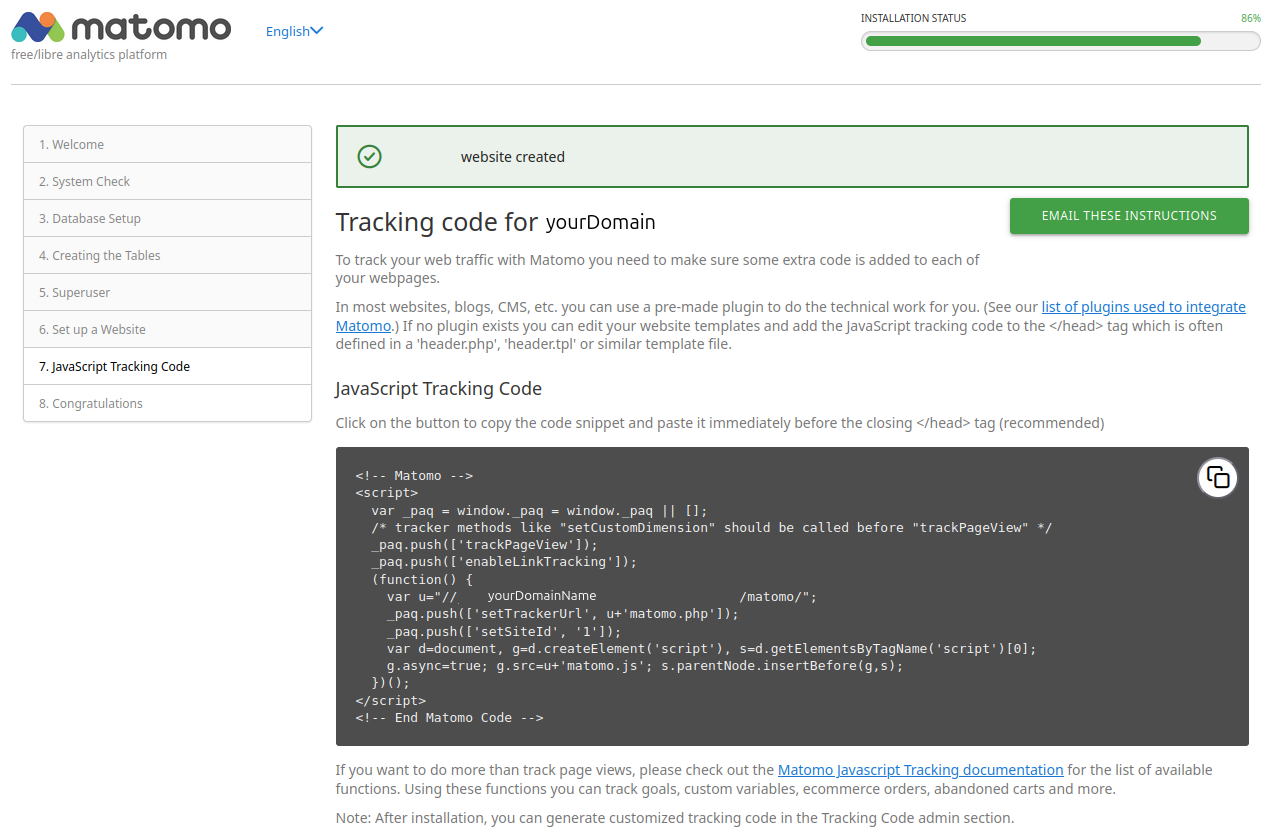 matomo
free/libre analytics platform
English
INSTALLATION STATUS
86%
1. Welcome
2. System Check
3. Database Setup
4. Creating the Tables
5. Superuser
6. Set up a Website
7. JavaScript Tracking Code
8. Congratulations
website created
Tracking code for yourDomain
EMAIL THESE INSTRUCTIONS
To track your web traffic with Matomo you need to make sure some extra code is added to each of
your webpages.
In most websites, blogs, CMS, etc. you can use a pre-made plugin to do the technical work for you. (See our list of plugins used to integrate
Matomo.) If no plugin exists you can edit your website templates and add the JavaScript tracking code to the </head> tag which is often
defined in a 'header.php', 'header.tpl' or similar template file.
JavaScript Tracking Code
Click on the button to copy the code snippet and paste it immediately before the closing </head> tag (recommended)
<!-- Matomo -->
<script>
  var _paq = window._paq = window._paq || [];
  /* tracker methods like "setCustomDimension" should be called before "trackPageView" */
  _paq.push(['trackPageView']);
  _paq.push(['enableLinkTracking']);
  (function() {
    var u="// yourDomainName /matomo/";
    _paq.push(['setTrackerUrl', u+'matomo.php']);
    _paq.push(['setSiteId', '1']);
    var d=document, g=d.createElement('script'), s=d.getElementsByTagName('script')[0];
    g.async=true; g.src=u+'matomo.js'; s.parentNode.insertBefore(g,s);
  })();
</script>
<!-- End Matomo Code -->
If you want to do more than track page views, please check out the Matomo Javascript Tracking documentation for the list of available
functions. Using these functions you can track goals, custom variables, ecommerce orders, abandoned carts and more.
Note: After installation, you can generate customized tracking code in the Tracking Code admin section.